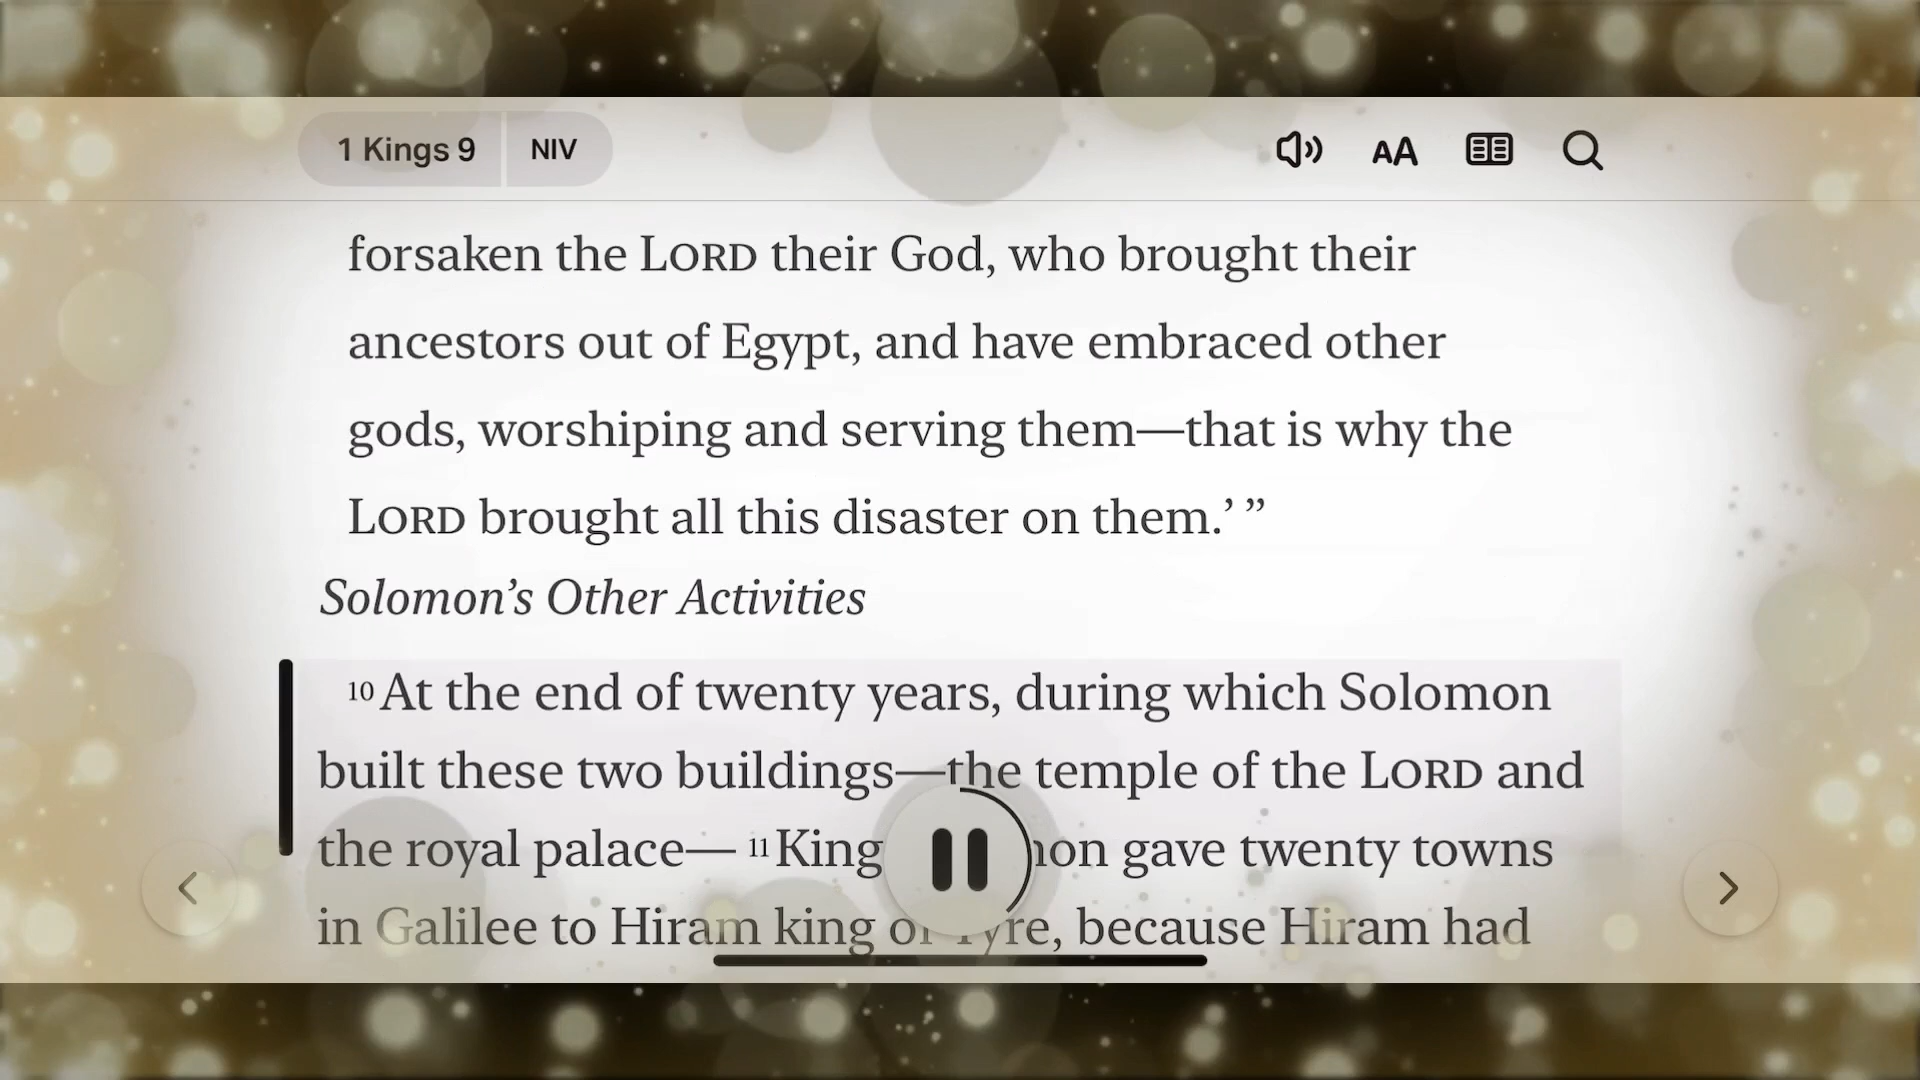 1 Kings 9 NIV AA
forsaken the LORD their God, who brought their
ancestors out of Egypt, and have embraced other
gods, worshiping and serving them—that is why the
LORD brought all this disaster on them.’ ”
Solomon’s Other Activities
10 At the end of twenty years, during which Solomon
built these two buildings—the temple of the LORD and
the royal palace— 11 King gave twenty towns
in Galilee to Hiram king of Tyre, because Hiram had